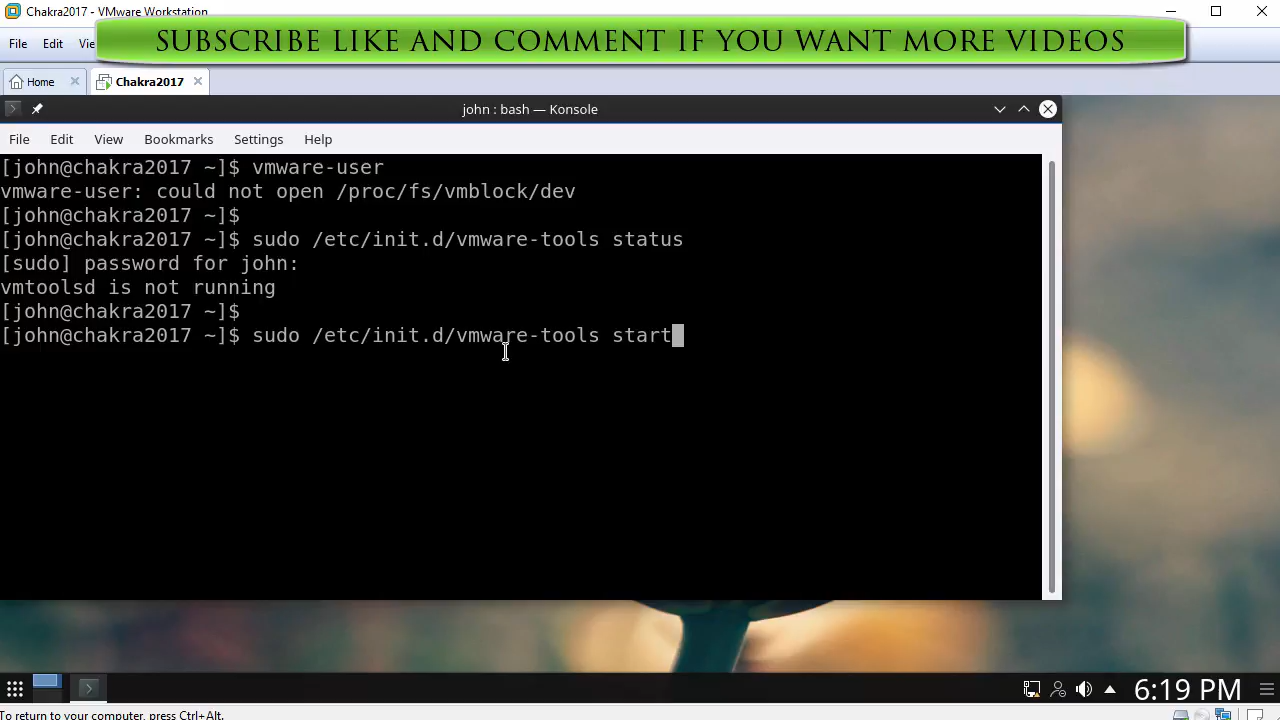 Chakra2017 - VMware Workstation
SUBSCRIBE LIKE AND COMMENT IF YOU WANT MORE VIDEOS
File Edit
Home Chakra2017
john : bash — Konsole
File Edit View Bookmarks Settings Help
[john@chakra2017 ~]$ vmware-user
vmware-user: could not open /proc/fs/vmblock/dev
[john@chakra2017 ~]$
[john@chakra2017 ~]$ sudo /etc/init.d/vmware-tools status
[sudo] password for john:
vmtoolsd is not running
[john@chakra2017 ~]$
[john@chakra2017 ~]$ sudo /etc/init.d/vmware-tools start
6:19 PM
To return to your computer, press Ctrl+Alt.